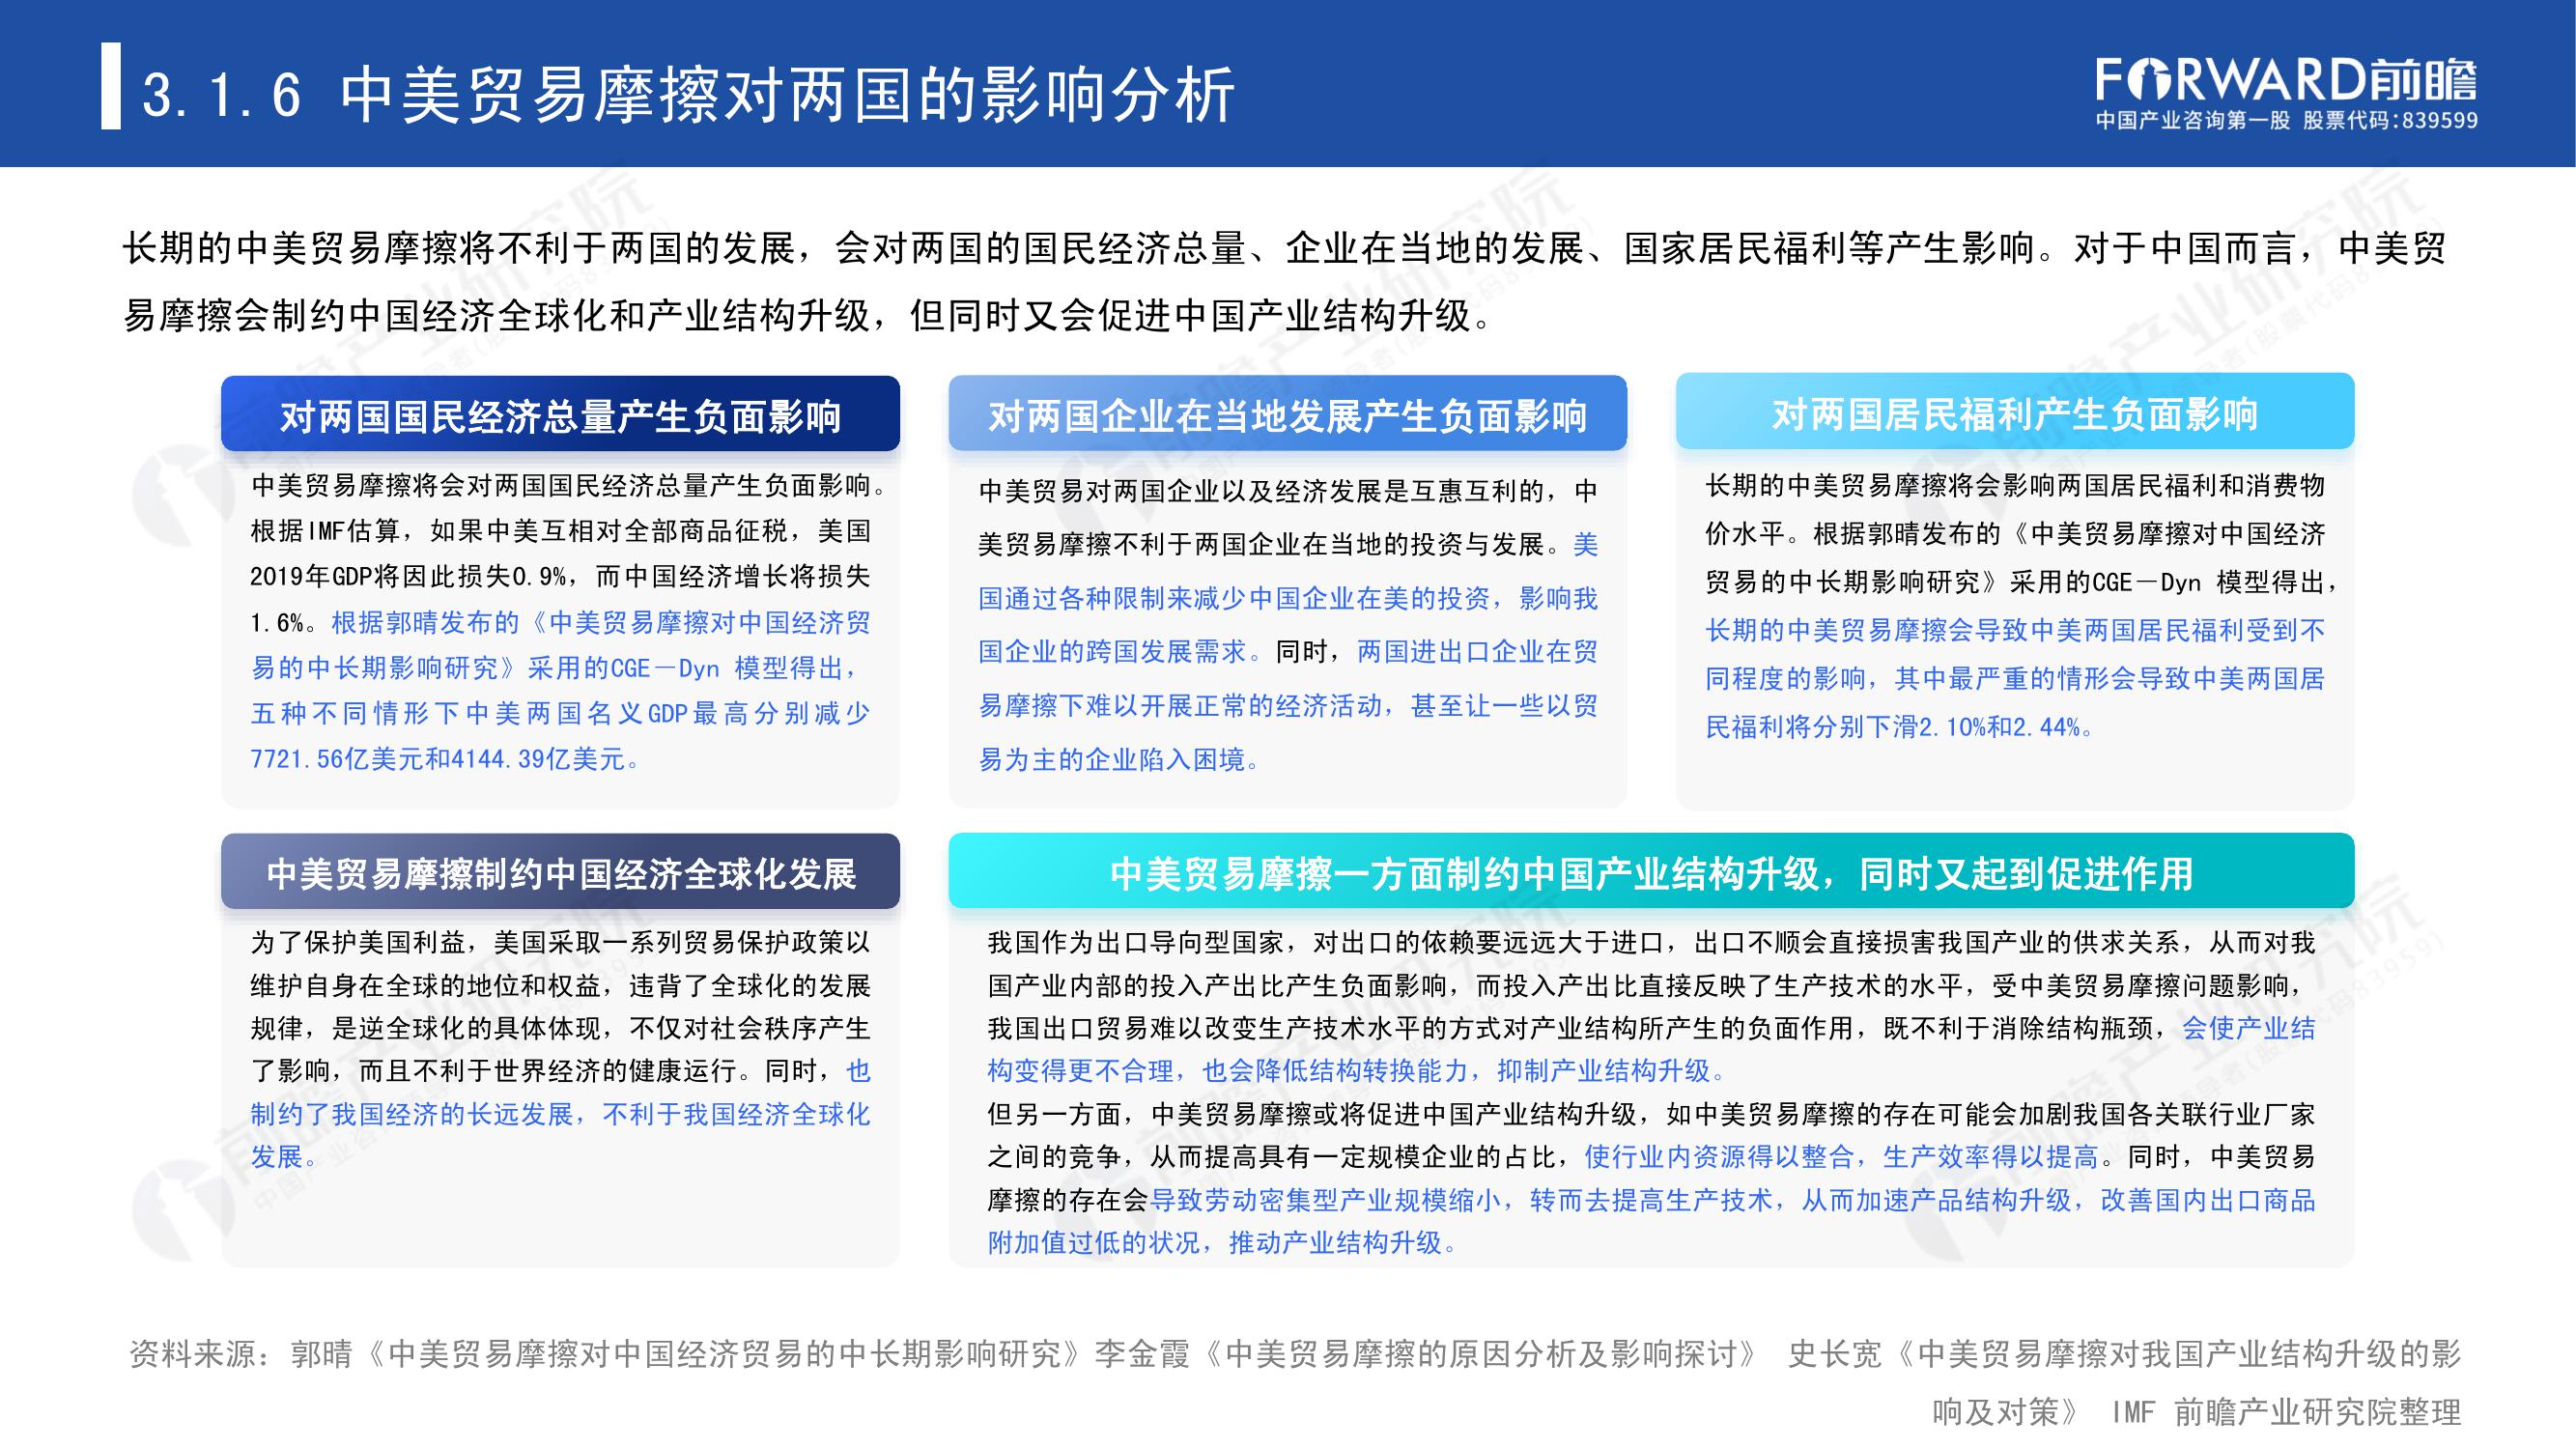 3.1.6 中美贸易摩擦对两国的影响分析
FORWARD前瞻
中国产业咨询第一股 股票代码:839599
长期的中美贸易摩擦将不利于两国的发展，会对两国的国民经济总量、企业在当地的发展、国家居民福利等产生影响。对于中国而言，中美贸
易摩擦会制约中国经济全球化和产业结构升级，但同时又会促进中国产业结构升级。
对两国国民经济总量产生负面影响
中美贸易摩擦将会对两国国民经济总量产生负面影响。
根据IMF估算，如果中美互相对全部商品征税，美国
2019年GDP将因此损失0.9%，而中国经济增长将损失
1.6%。根据郭晴发布的《中美贸易摩擦对中国经济贸
易的中长期影响研究》采用的CGE－Dyn 模型得出，
五种不同情形下中美两国名义GDP最高分别减少
7721.56亿美元和4144.39亿美元。
对两国企业在当地发展产生负面影响
中美贸易对两国企业以及经济发展是互惠互利的，中
美贸易摩擦不利于两国企业在当地的投资与发展。美
国通过各种限制来减少中国企业在美的投资，影响我
国企业的跨国发展需求。同时，两国进出口企业在贸
易摩擦下难以开展正常的经济活动，甚至让一些以贸
易为主的企业陷入困境。
对两国居民福利产生负面影响
长期的中美贸易摩擦将会影响两国居民福利和消费物
价水平。根据郭晴发布的《中美贸易摩擦对中国经济
贸易的中长期影响研究》采用的CGE－Dyn 模型得出，
长期的中美贸易摩擦会导致中美两国居民福利受到不
同程度的影响，其中最严重的情形会导致中美两国居
民福利将分别下滑2.10%和2.44%。
中美贸易摩擦制约中国经济全球化发展
为了保护美国利益，美国采取一系列贸易保护政策以
维护自身在全球的地位和权益，违背了全球化的发展
规律，是逆全球化的具体体现，不仅对社会秩序产生
了影响，而且不利于世界经济的健康运行。同时，也
制约了我国经济的长远发展，不利于我国经济全球化
发展。
中美贸易摩擦一方面制约中国产业结构升级，同时又起到促进作用
我国作为出口导向型国家，对出口的依赖要远远大于进口，出口不顺会直接损害我国产业的供求关系，从而对我
国产业内部的投入产出比产生负面影响，而投入产出比直接反映了生产技术的水平，受中美贸易摩擦问题影响，
我国出口贸易难以改变生产技术水平的方式对产业结构所产生的负面作用，既不利于消除结构瓶颈，会使产业结
构变得更不合理，也会降低结构转换能力，抑制产业结构升级。
但另一方面，中美贸易摩擦或将促进中国产业结构升级，如中美贸易摩擦的存在可能会加剧我国各关联行业厂家
之间的竞争，从而提高具有一定规模企业的占比，使行业内资源得以整合，生产效率得以提高。同时，中美贸易
摩擦的存在会导致劳动密集型产业规模缩小，转而去提高生产技术，从而加速产品结构升级，改善国内出口商品
附加值过低的状况，推动产业结构升级。
资料来源：郭晴《中美贸易摩擦对中国经济贸易的中长期影响研究》李金霞《中美贸易摩擦的原因分析及影响探讨》 史长宽《中美贸易摩擦对我国产业结构升级的影
响及对策》 IMF 前瞻产业研究院整理